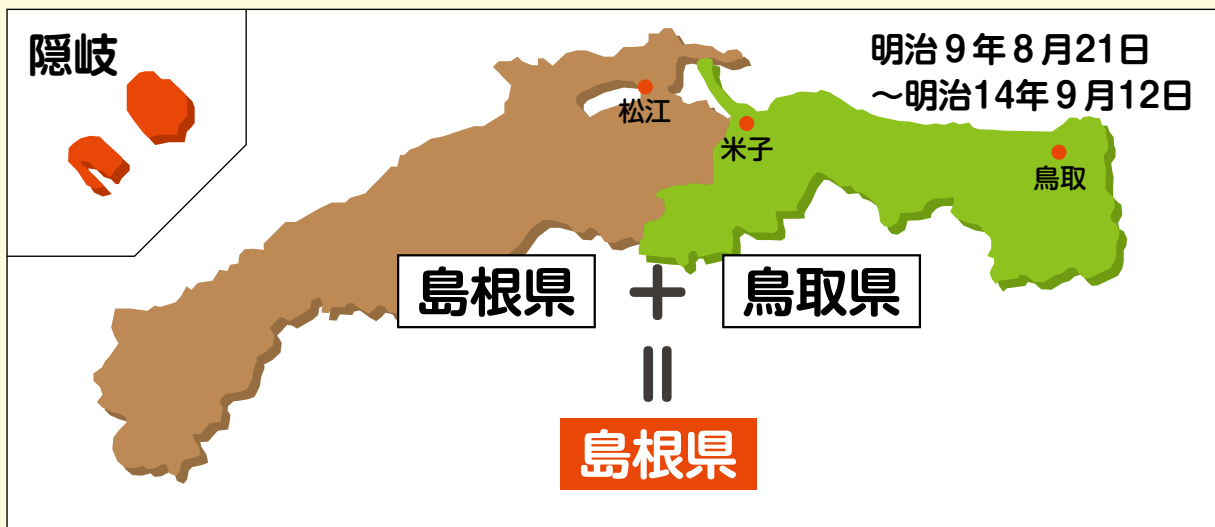 隠岐
明治9年8月21日
～明治14年9月12日
松江
米子
鳥取
島根県
＋
鳥取県
＝
島根県